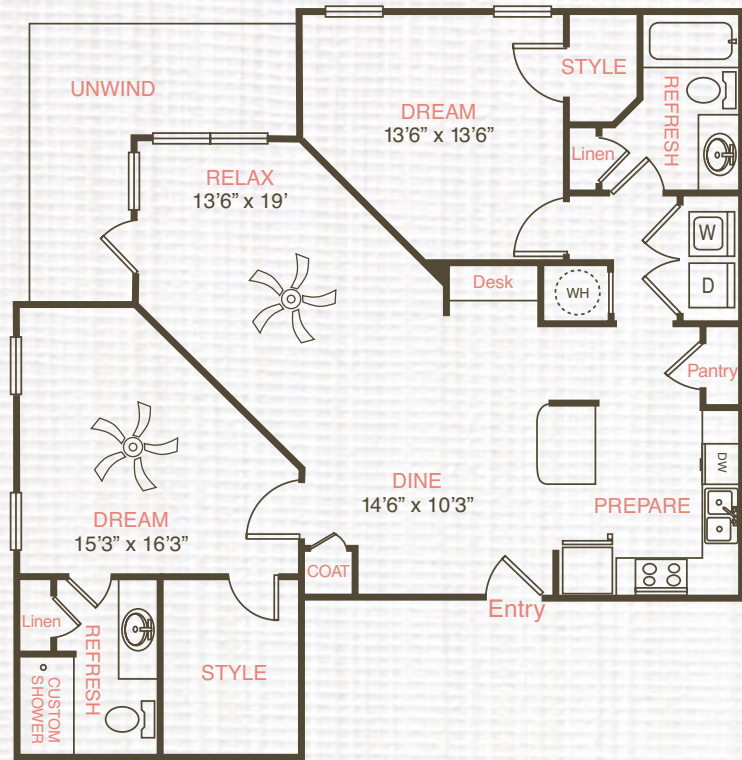 UNWIND
STYLE
DREAM
13'6” x 13'6”
REFRESH
Linen
RELAX
13'6” x 19'
W
D
Desk
WH
Pantry
DINE
14'6” x 10'3”
DW
PREPARE
DREAM
15'3” x 16'3”
COAT
Entry
Linen
REFRESH
STYLE
CUSTOM
SHOWER